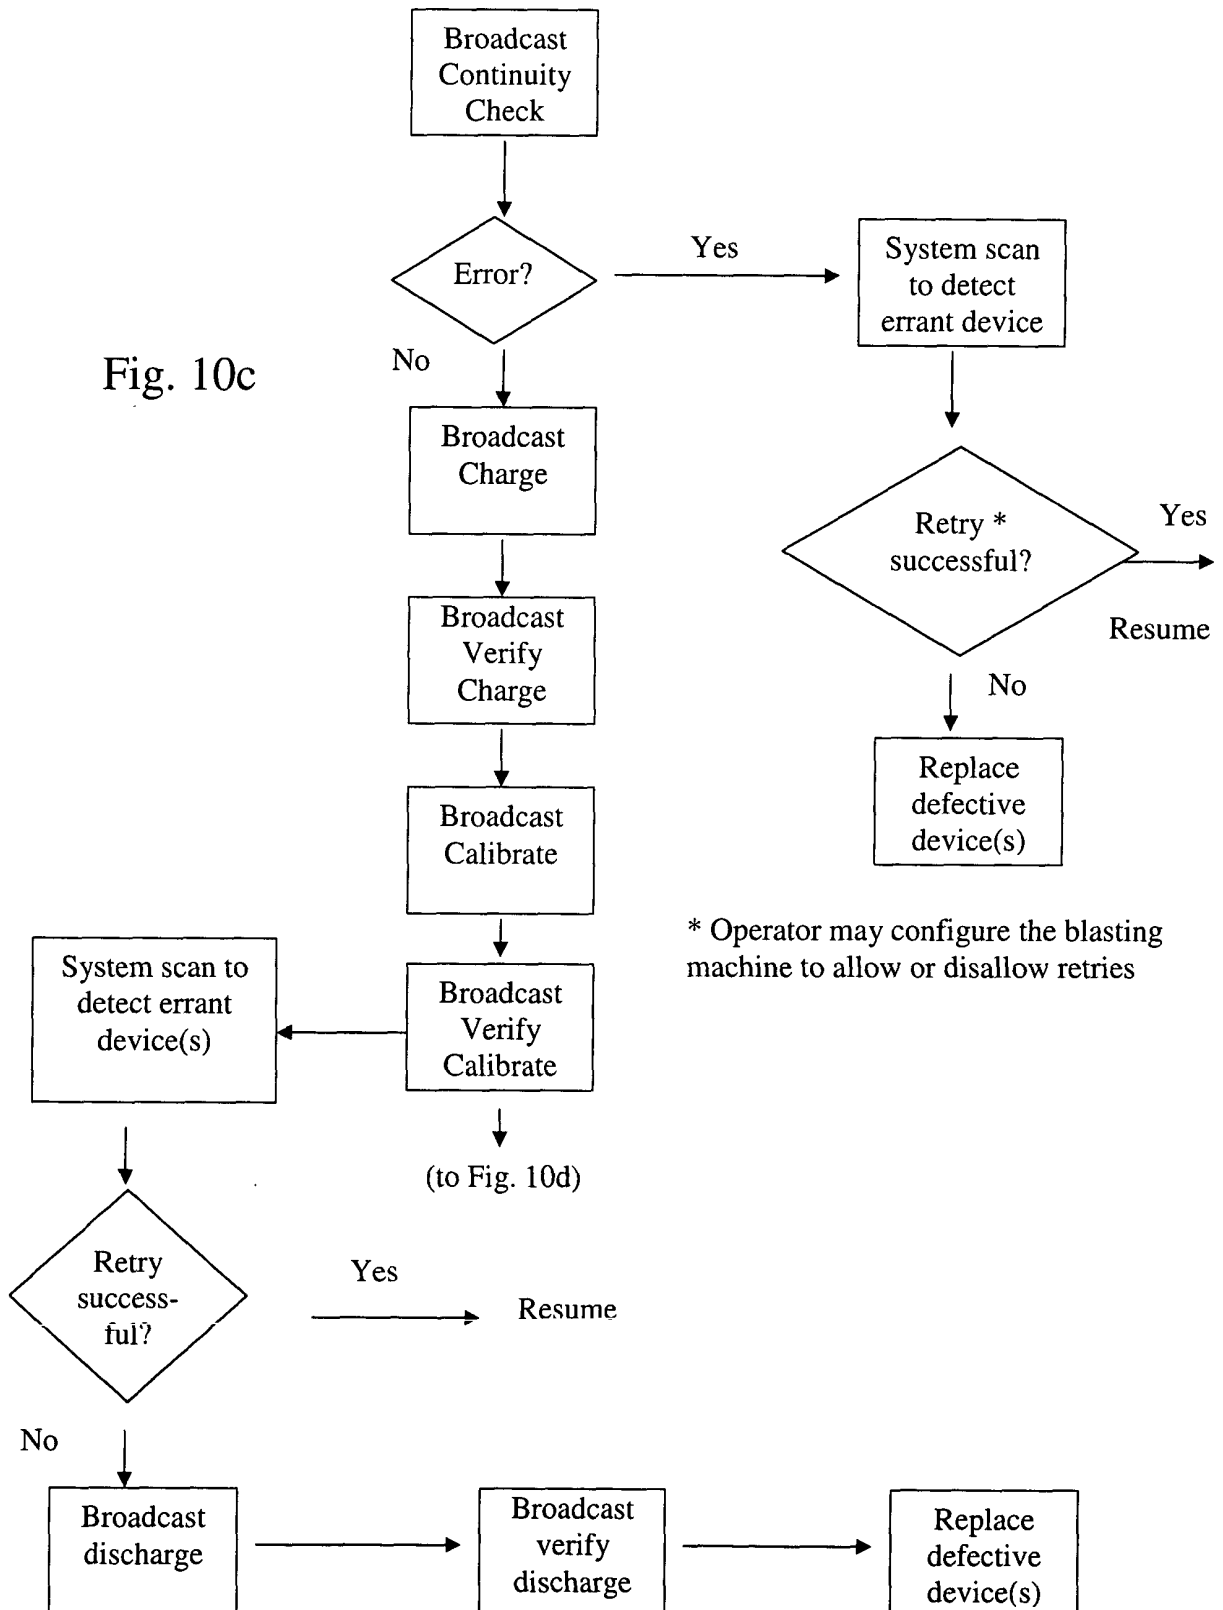 Broadcast
Continuity
Check
Error?
Yes
System scan
to detect
errant device
No
Fig. 10c
Broadcast
Charge
Retry *
successful?
Yes
Resume
No
Broadcast
Verify
Charge
Replace
defective
device(s)
Broadcast
Calibrate
* Operator may configure the blasting
machine to allow or disallow retries
System scan to
detect errant
device(s)
Broadcast
Verify
Calibrate
(to Fig. 10d)
Retry
success-
ful?
Yes
Resume
No
Broadcast
discharge
Broadcast
verify
discharge
Replace
defective
device(s)